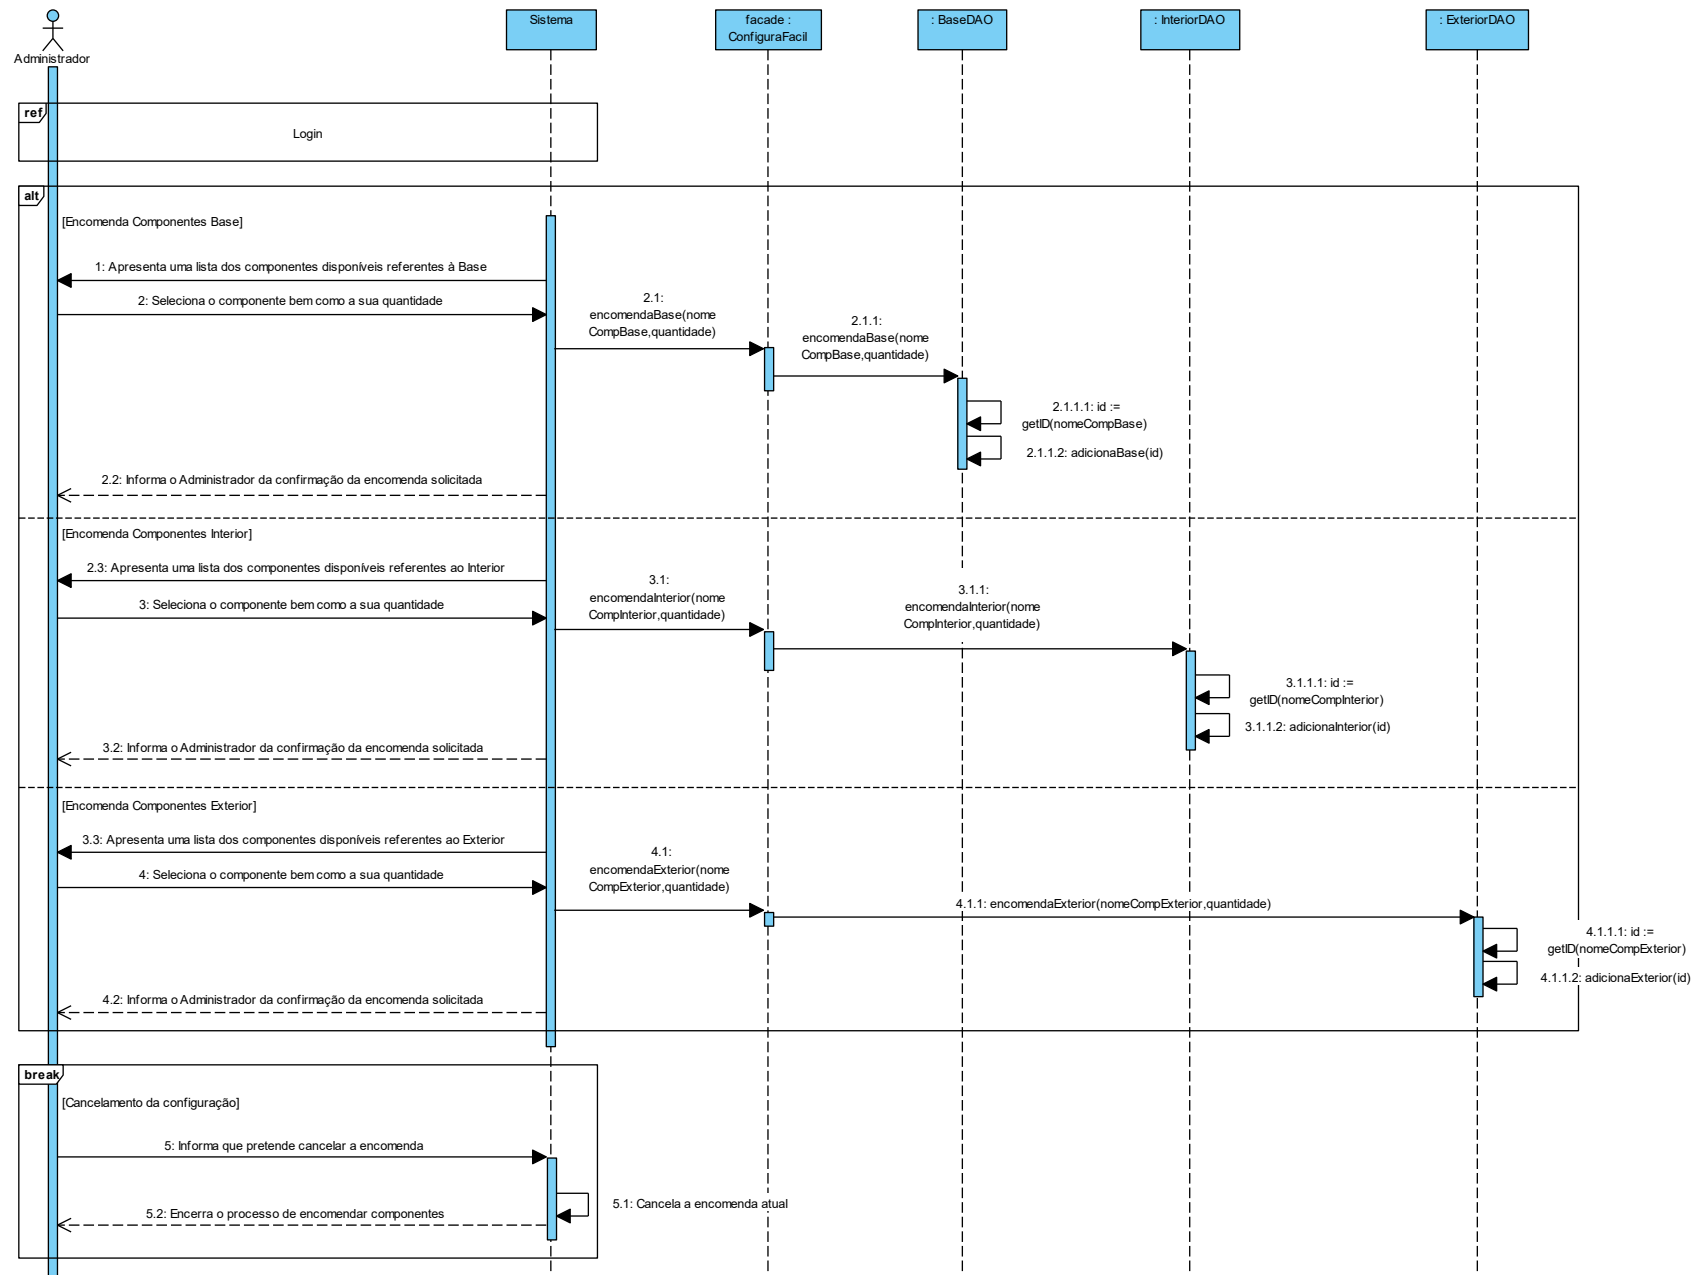 Administrador
Sistema
facade :
ConfiguraFacil
: BaseDAO
: InteriorDAO
: ExteriorDAO
ref
Login
alt
[Encomenda Componentes Base]
1: Apresenta uma lista dos componentes disponíveis referentes à Base
2: Seleciona o componente bem como a sua quantidade
2.1:
encomendaBase(nome
CompBase,quantidade)
2.1.1:
encomendaBase(nome
CompBase,quantidade)
2.1.1.1: id :=
getID(nomeCompBase)
2.1.1.2: adicionaBase(id)
2.2: Informa o Administrador da confirmação da encomenda solicitada
[Encomenda Componentes Interior]
2.3: Apresenta uma lista dos componentes disponíveis referentes ao Interior
3: Seleciona o componente bem como a sua quantidade
3.1:
encomendaInterior(nome
CompInterior,quantidade)
3.1.1:
encomendaInterior(nome
CompInterior,quantidade)
3.1.1.1: id :=
getID(nomeCompInterior)
3.1.1.2: adicionaInterior(id)
3.2: Informa o Administrador da confirmação da encomenda solicitada
[Encomenda Componentes Exterior]
3.3: Apresenta uma lista dos componentes disponíveis referentes ao Exterior
4: Seleciona o componente bem como a sua quantidade
4.1:
encomendaExterior(nome
CompExterior,quantidade)
4.1.1: encomendaExterior(nomeCompExterior,quantidade)
4.1.1.1: id :=
getID(nomeCompExterior)
4.1.1.2: adicionaExterior(id)
4.2: Informa o Administrador da confirmação da encomenda solicitada
break
[Cancelamento da configuração]
5: Informa que pretende cancelar a encomenda
5.1: Cancela a encomenda atual
5.2: Encerra o processo de encomendar componentes